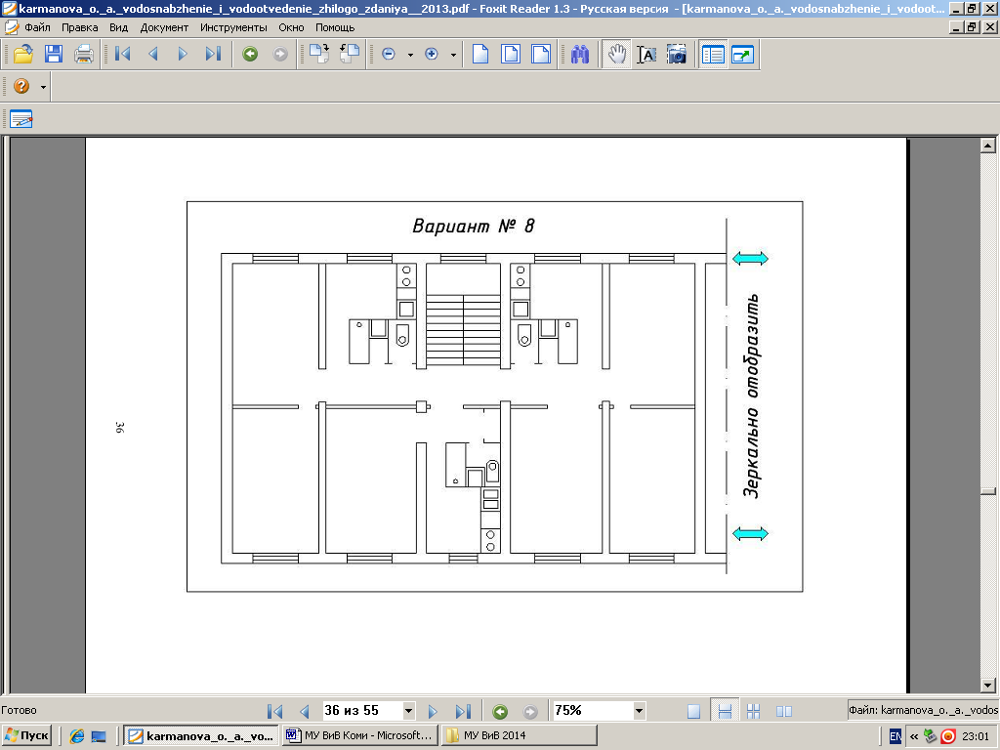 karmanova_o._a._vodosnabzhenie_i_vodootvedenie_zhilogo_zdaniya__2013.pdf - Foxit Reader 1.3 - Русская версия - [karmanova_o._a._vodosnabzhenie_i_vodoot...
Файл Правка Вид Документ Инструменты Окно Помощь
Вариант № 8
Зеркально отобразить
36
Готово
36 из 55
75%
Файл: karmanova_o._a._vodos
Пуск
karmanova_o._a._vo...
МУ ВиВ Коми - Microsoft...
МУ ВиВ 2014
EN
23:01